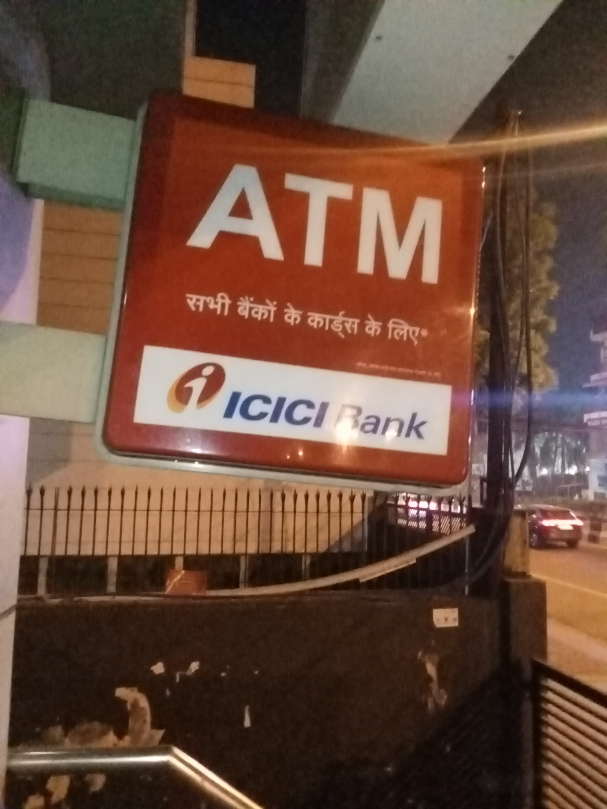 ATM
सभी बैंकों के कार्ड्स के लिए*
ICICI Bank